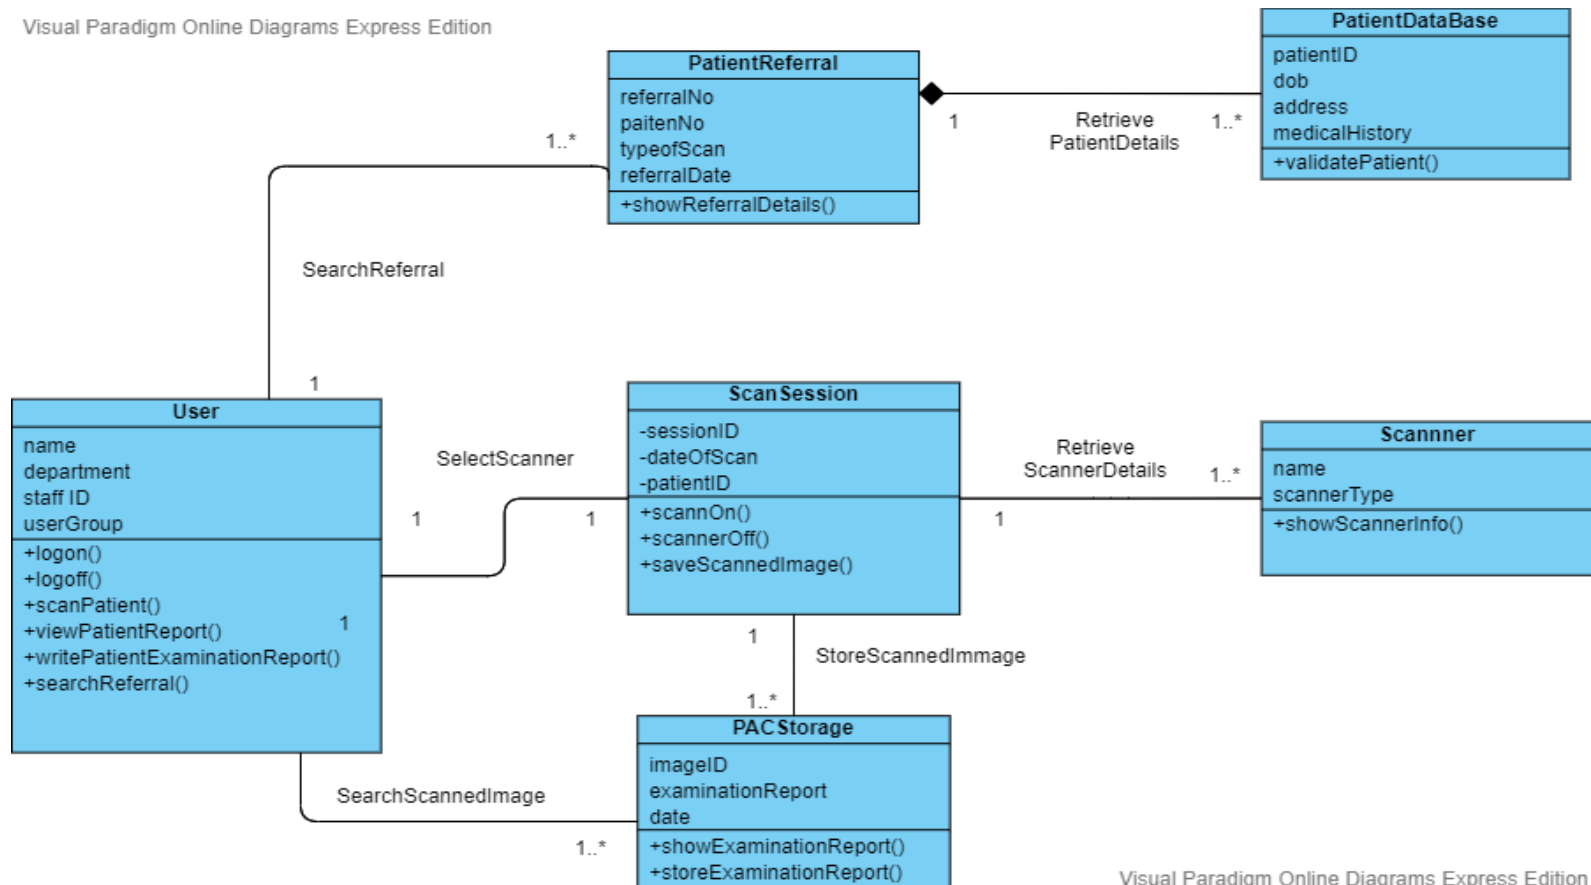 Visual Paradigm Online Diagrams Express Edition
PatientDataBase
patientID
dob
address
medicalHistory
+validatePatient()
PatientReferral
referralNo
paitenNo
typeofScan
referralDate
+showReferralDetails()
1
Retrieve
PatientDetails
1..*
1..*
SearchReferral
1
User
name
department
staff ID
userGroup
+logon()
+logoff()
+scanPatient()
+viewPatientReport()
+writePatientExaminationReport()
+searchReferral()
1
SelectScanner
1
1
ScanSession
-sessionID
-dateOfScan
-patientID
+scannOn()
+scannerOff()
+saveScannedImage()
Retrieve
ScannerDetails
1..*
1
Scannner
name
scannerType
+showScannerInfo()
1
StoreScannedImmage
1..*
PACStorage
imageID
examinationReport
date
+showExaminationReport()
+storeExaminationReport()
SearchScannedImage
1..*
Visual Paradigm Online Diagrams Express Edition